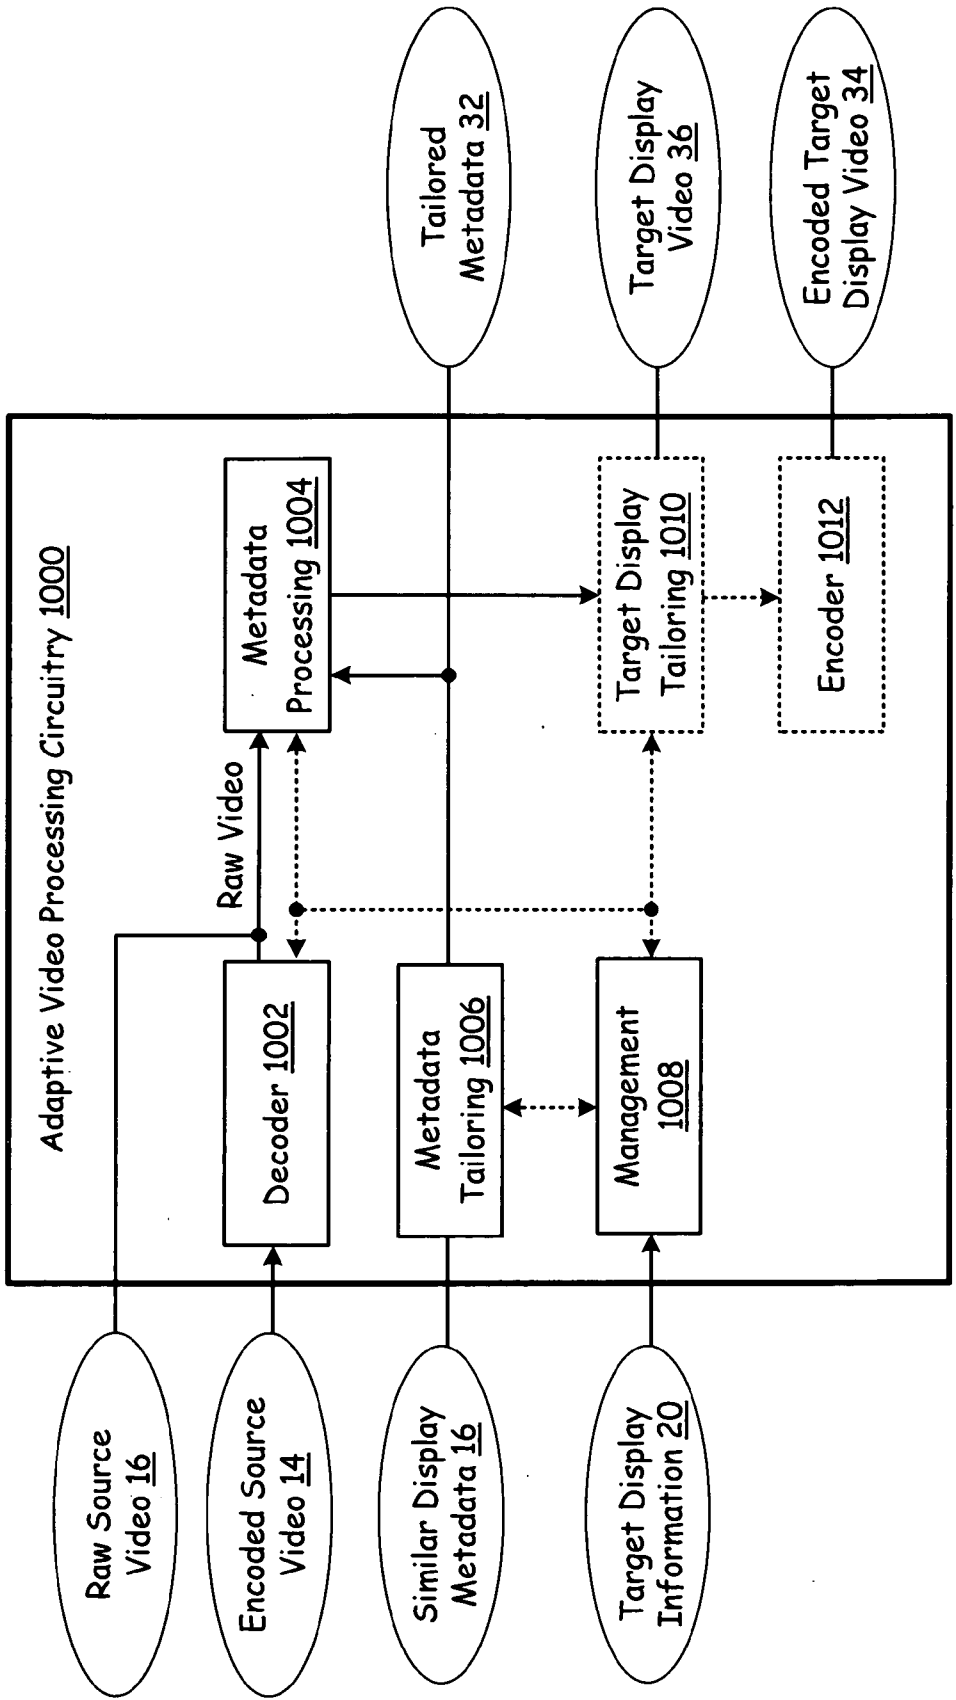 Adaptive Video Processing Circuitry 1000
Raw Source
Video 16
Encoded Source
Video 14
Similar Display
Metadata 16
Target Display
Information 20
Decoder 1002
Raw Video
Metadata
Processing 1004
Metadata
Tailoring 1006
Management
1008
Target Display
Tailoring 1010
Encoder 1012
Tailored
Metadata 32
Target Display
Video 36
Encoded Target
Display Video 34